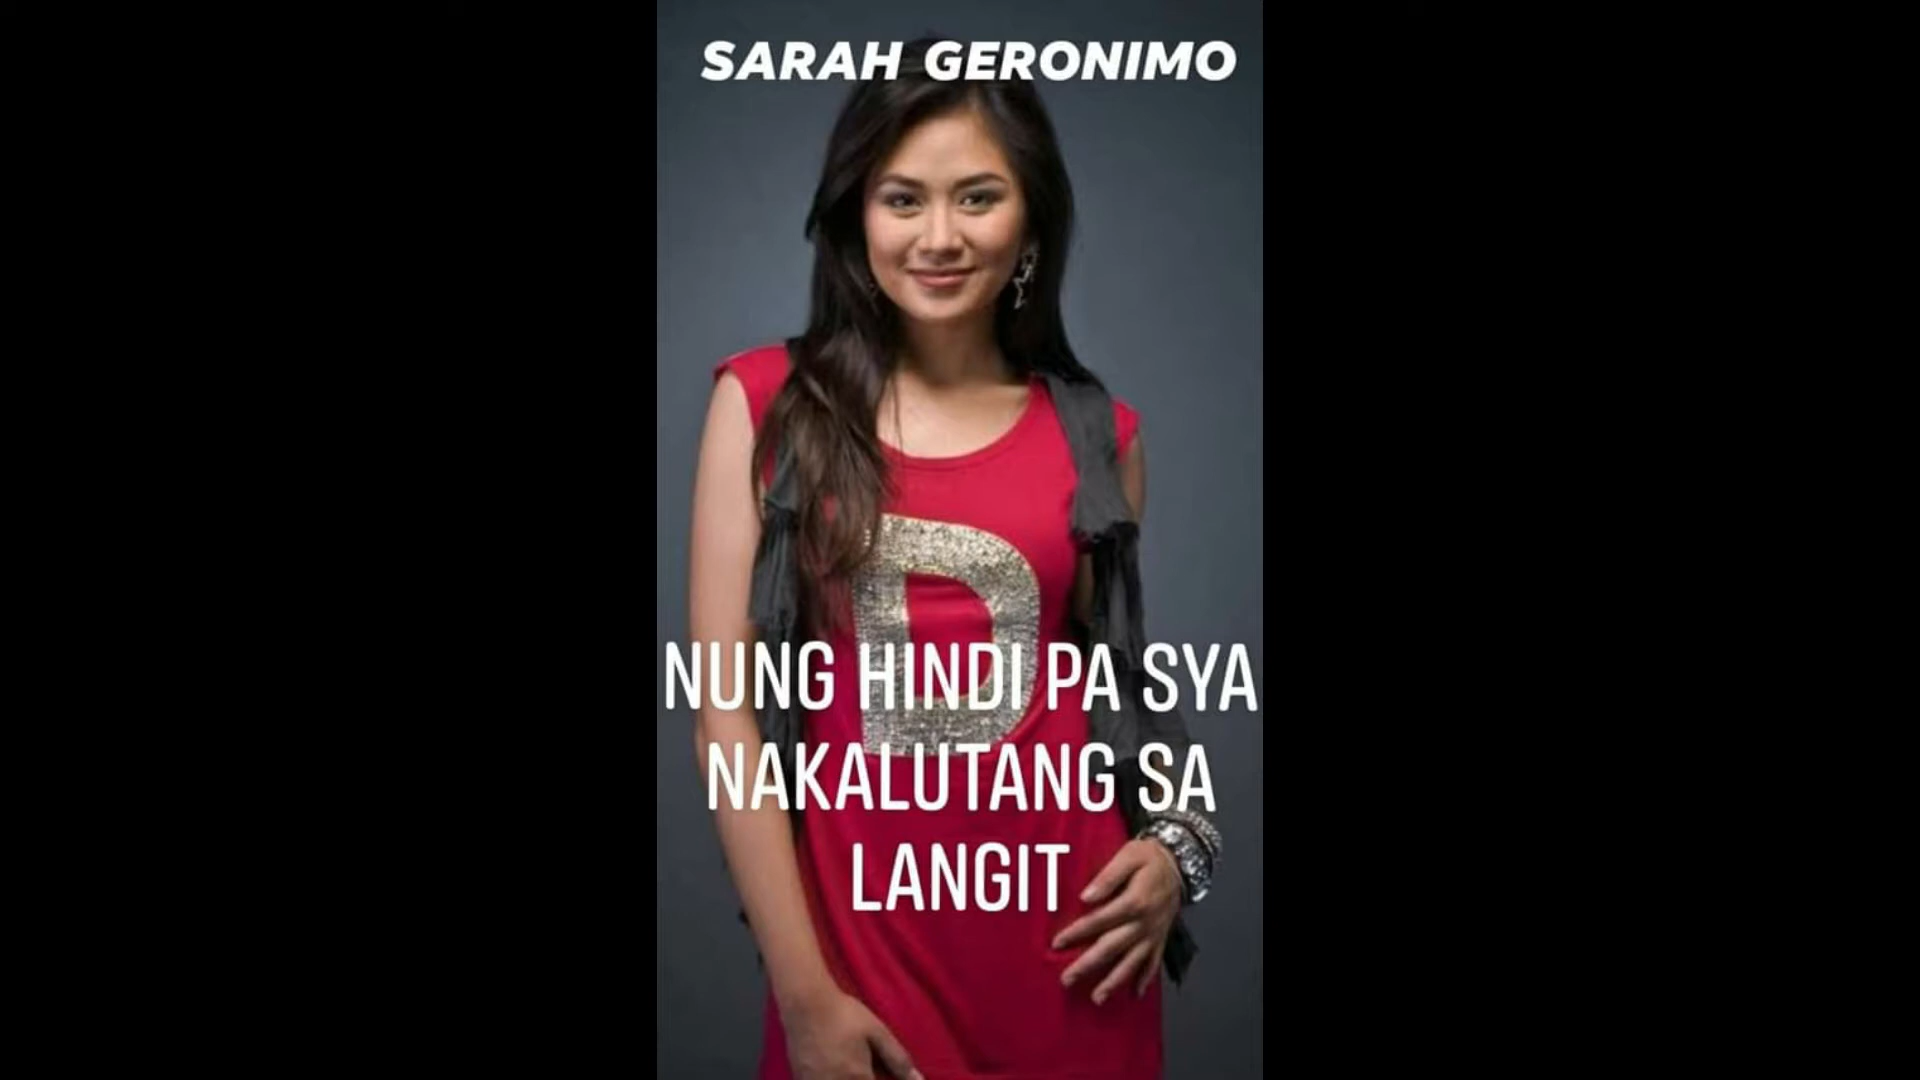 SARAH GERONIMO
D
NUNG HINDI PA SYA
NAKALUTANG SA
LANGIT